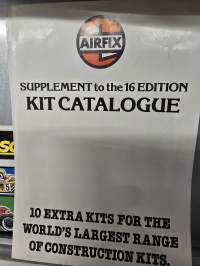 AIRFIX
SUPPLEMENT to the 16 EDITION
KIT CATALOGUE
10 EXTRA KITS FOR THE
WORLD'S LARGEST RANGE
OF CONSTRUCTION KITS.